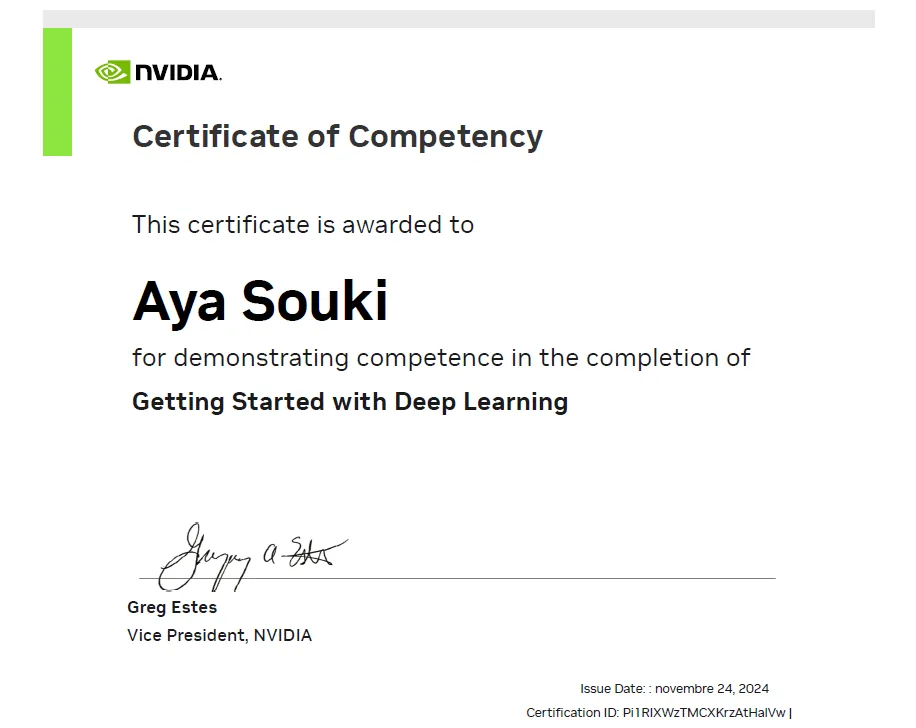 NVIDIA.
Certificate of Competency
This certificate is awarded to
Aya Souki
for demonstrating competence in the completion of
Getting Started with Deep Learning
Greg Estes
Vice President, NVIDIA
Issue Date: : novembre 24, 2024
Certification ID: Pi1RIXWzTMCXKrzAtHaIVw |